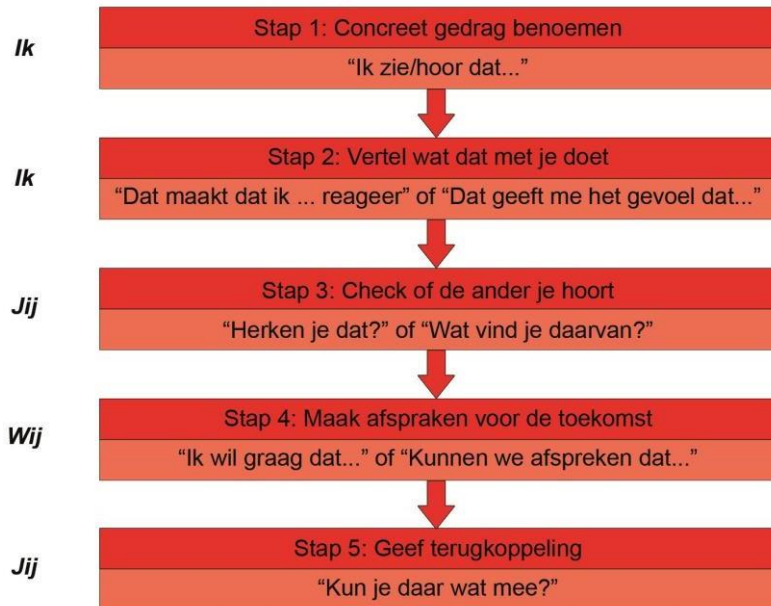 Ik
Stap 1: Concreet gedrag benoemen
“Ik zie/hoor dat...”
Ik
Stap 2: Vertel wat dat met je doet
“Dat maakt dat ik ... reageer” of “Dat geeft me het gevoel dat...”
Jij
Stap 3: Check of de ander je hoort
“Herken je dat?” of “Wat vind je daarvan?”
Wij
Stap 4: Maak afspraken voor de toekomst
“Ik wil graag dat...” of “Kunnen we afspreken dat...”
Jij
Stap 5: Geef terugkoppeling
“Kun je daar wat mee?”